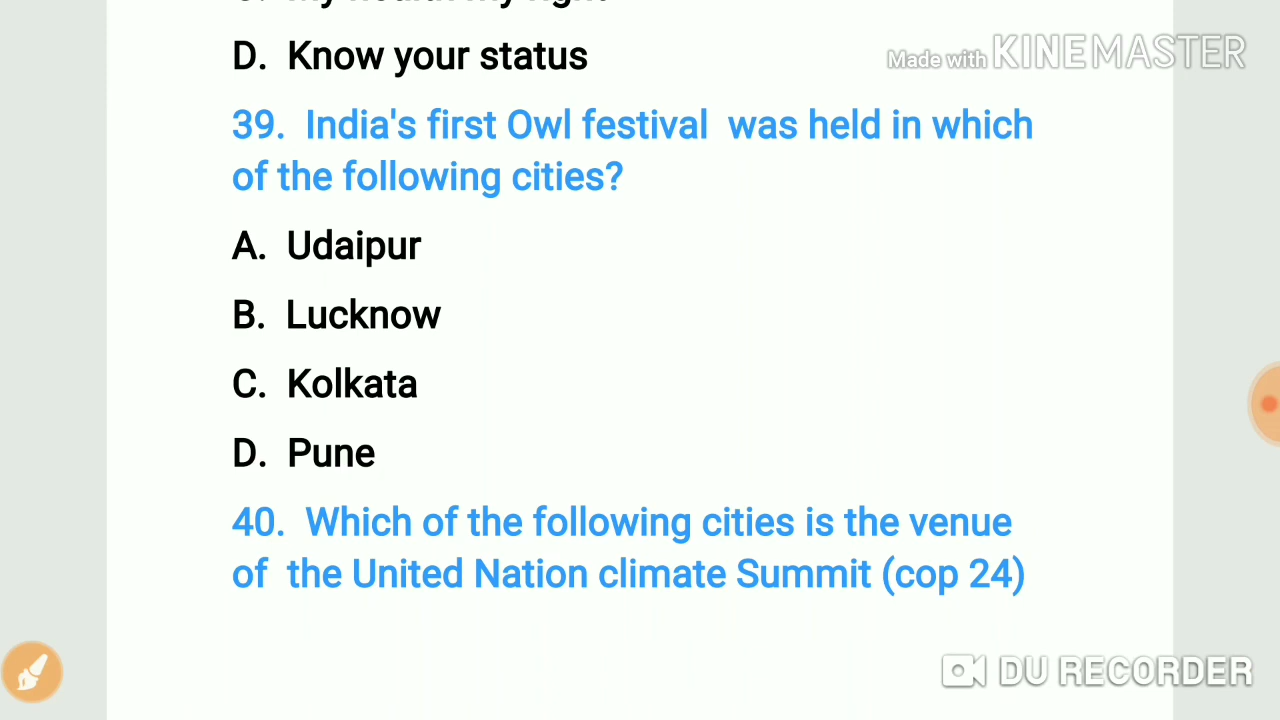 D. Know your status
Made with KINEMASTER
39. India's first Owl festival was held in which
of the following cities?
A. Udaipur
B. Lucknow
C. Kolkata
D. Pune
40. Which of the following cities is the venue
of the United Nation climate Summit (cop 24)
DU RECORDER